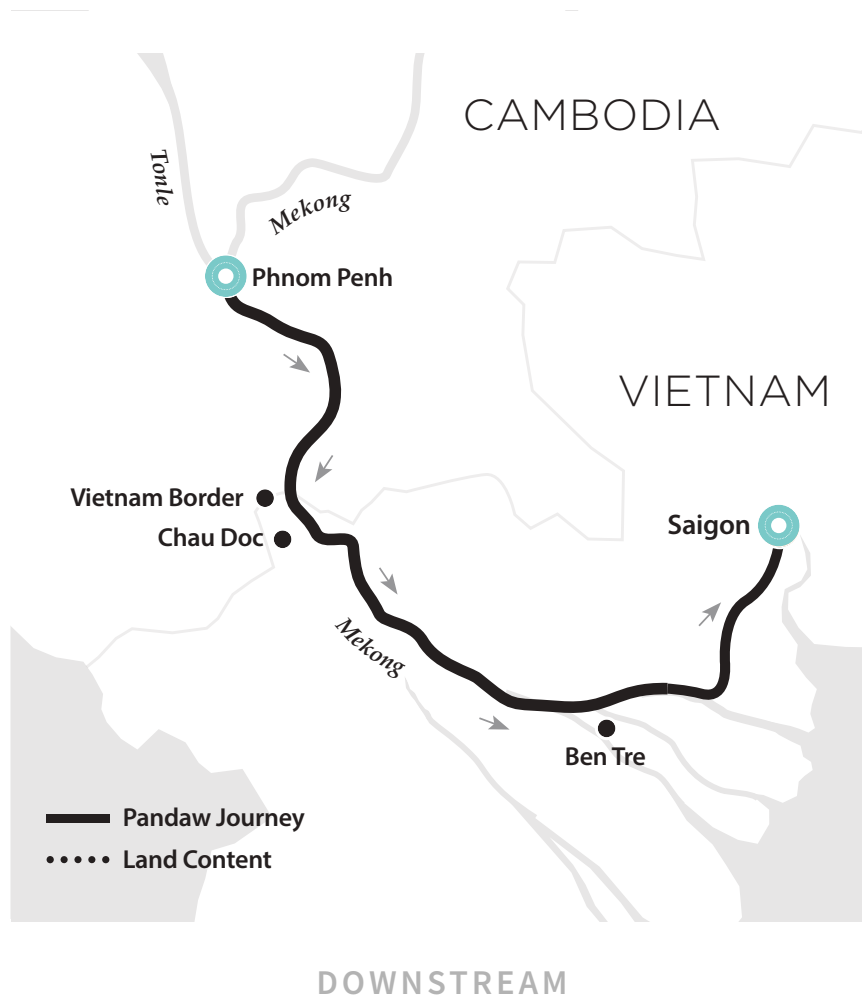 CAMBODIA
Tonle
Mekong
Phnom Penh
VIETNAM
Vietnam Border
Saigon
Chau Doc
Mekong
Ben Tre
Pandaw Journey
Land Content
DOWNSTREAM